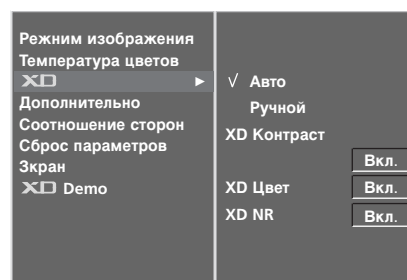 Режим изображения
Температура цветов
XD ►
Дополнительно
Соотношение сторон
Сброс параметров
Зкран
XD Demo
√ Авто
Ручной
XD Контраст
Вкл.
XD Цвет Вкл.
XD NR Вкл.